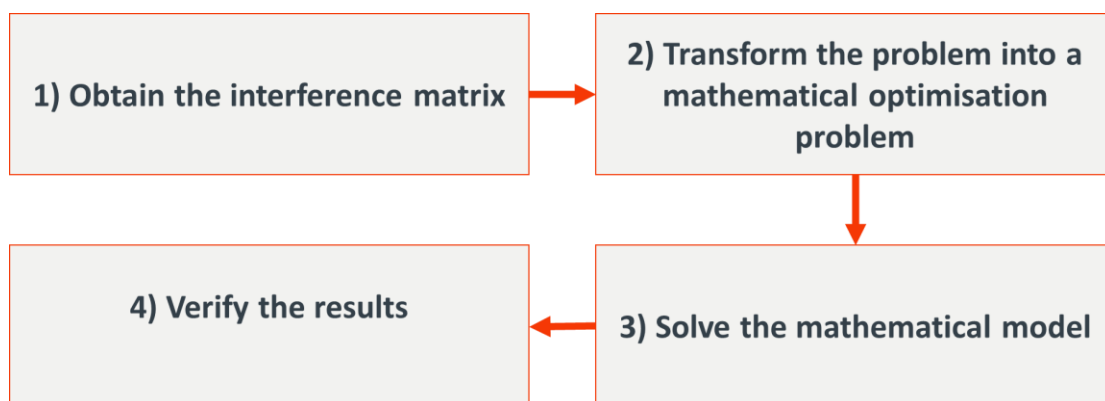 1) Obtain the interference matrix
2) Transform the problem into a
mathematical optimisation
problem
3) Solve the mathematical model
4) Verify the results